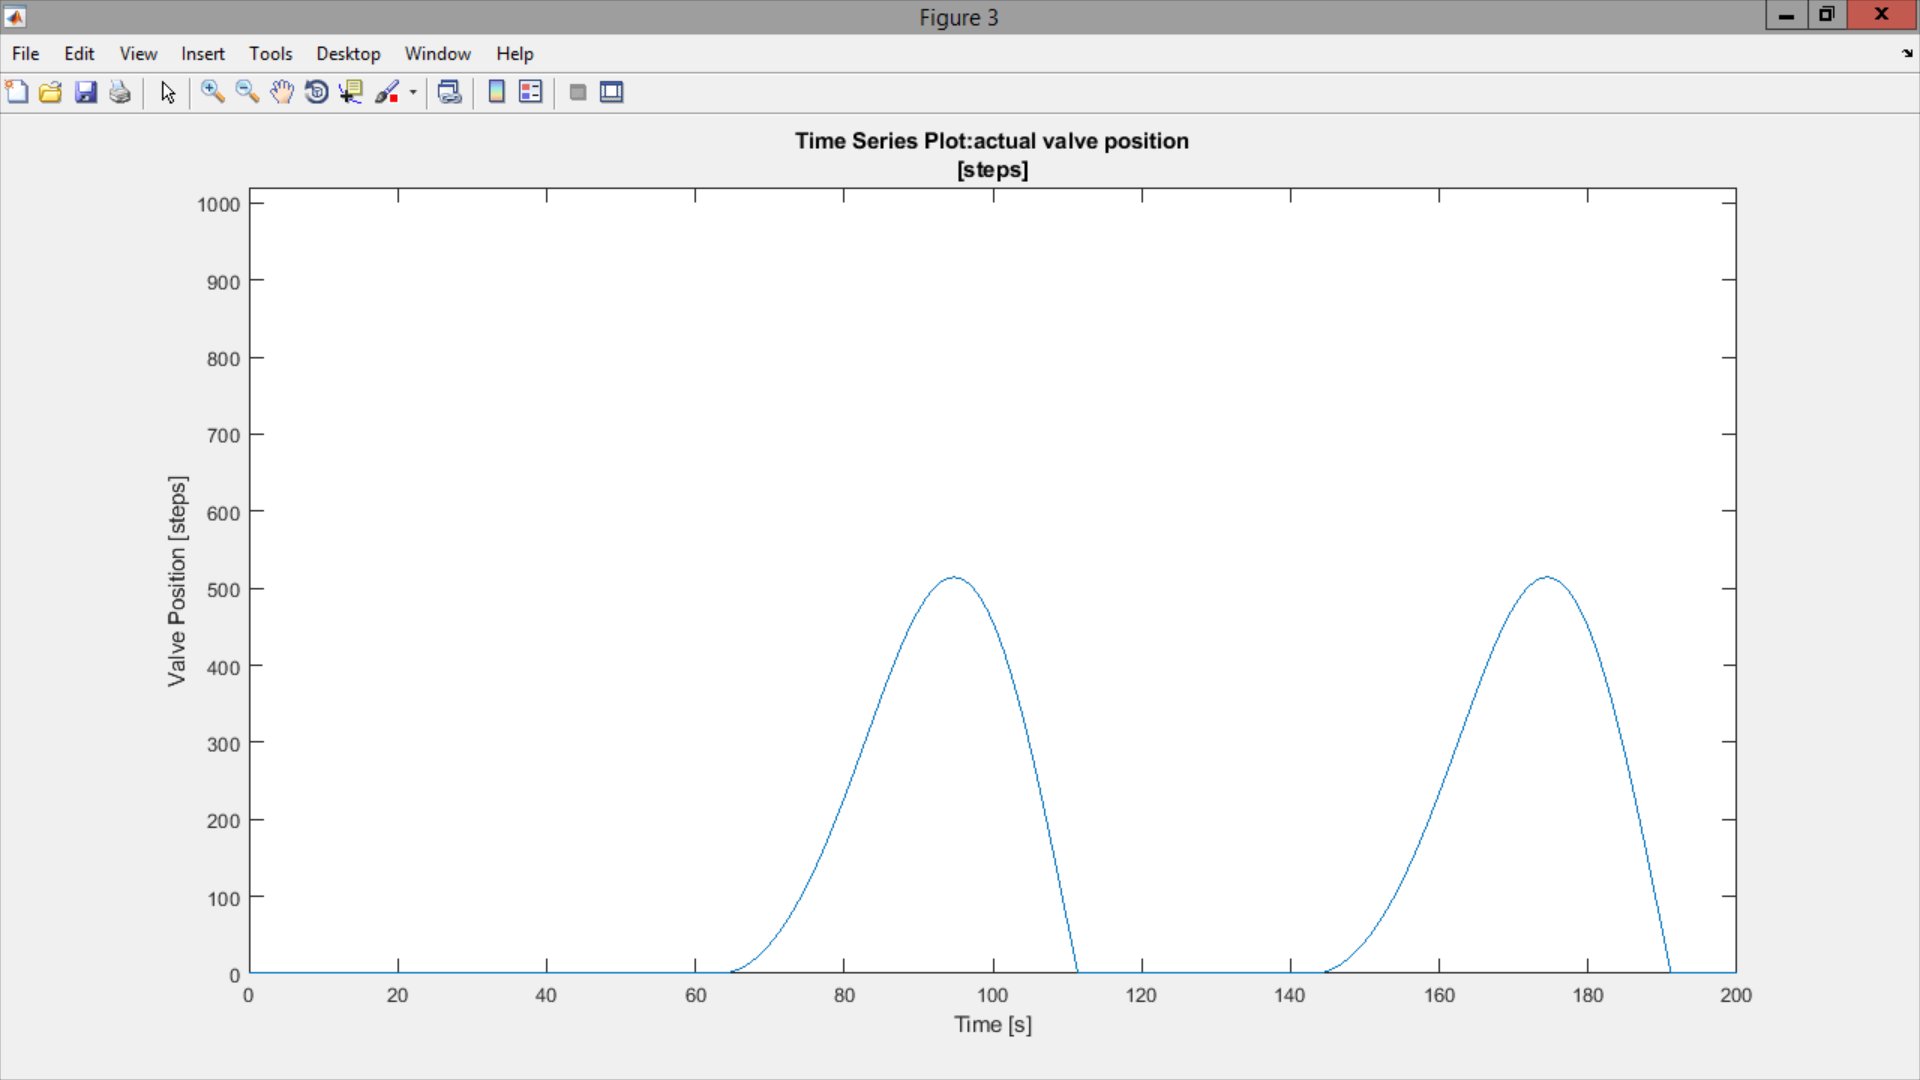 Figure 3
File Edit View Insert Tools Desktop Window Help
Time Series Plot:actual valve position
[steps]
1000
900
800
700
600
500
400
300
200
100
0
Valve Position [steps]
0 20 40 60 80 100 120 140 160 180 200
Time [s]